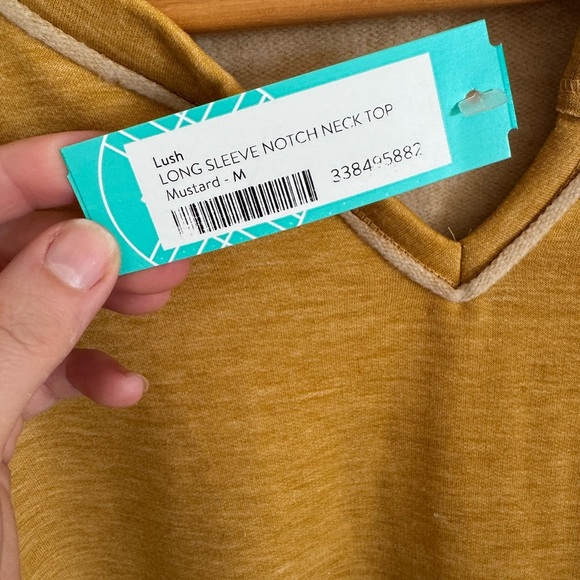 Lush
LONG SLEEVE NOTCH NECK TOP
Mustard - M
338495882